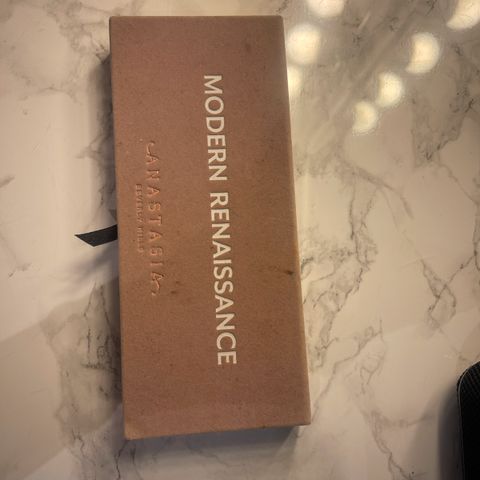 MODERN RENAISSANCE
ANASTASIA
BEVERLY HILLS